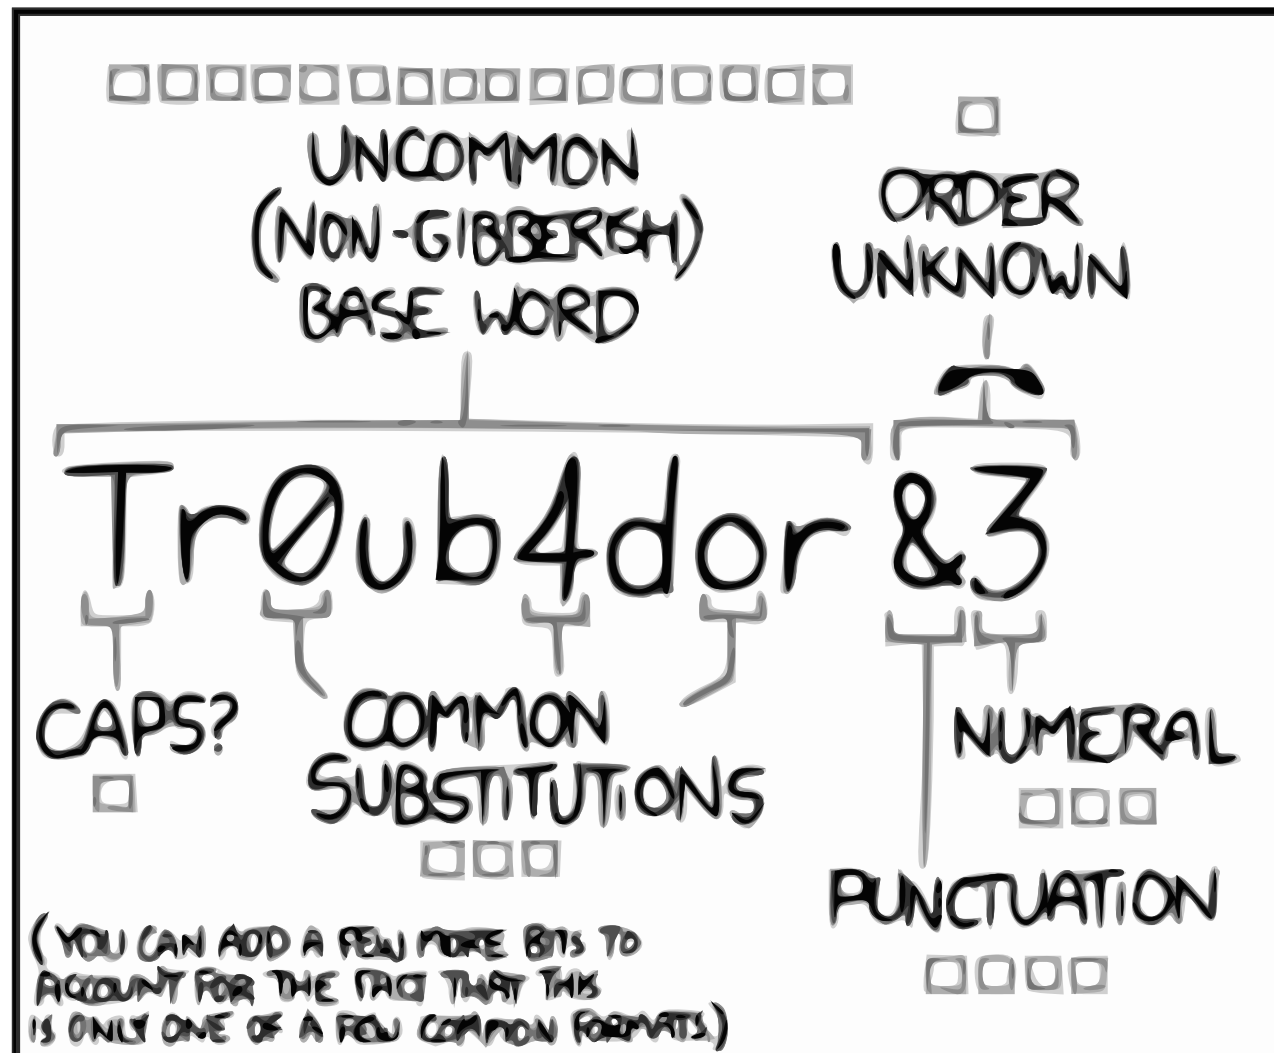 UNCOMMON
(NON-GIBBERISH)
BASE WORD
ORDER
UNKNOWN
Tr0ub4dor &3
CAPS?
COMMON
SUBSTITUTIONS
NUMERAL
PUNCTUATION
(YOU CAN ADD A FEW MORE BITS TO
ACCOUNT FOR THE FACT THAT THIS
IS ONLY ONE OF A FEW COMMON FORMATS.)